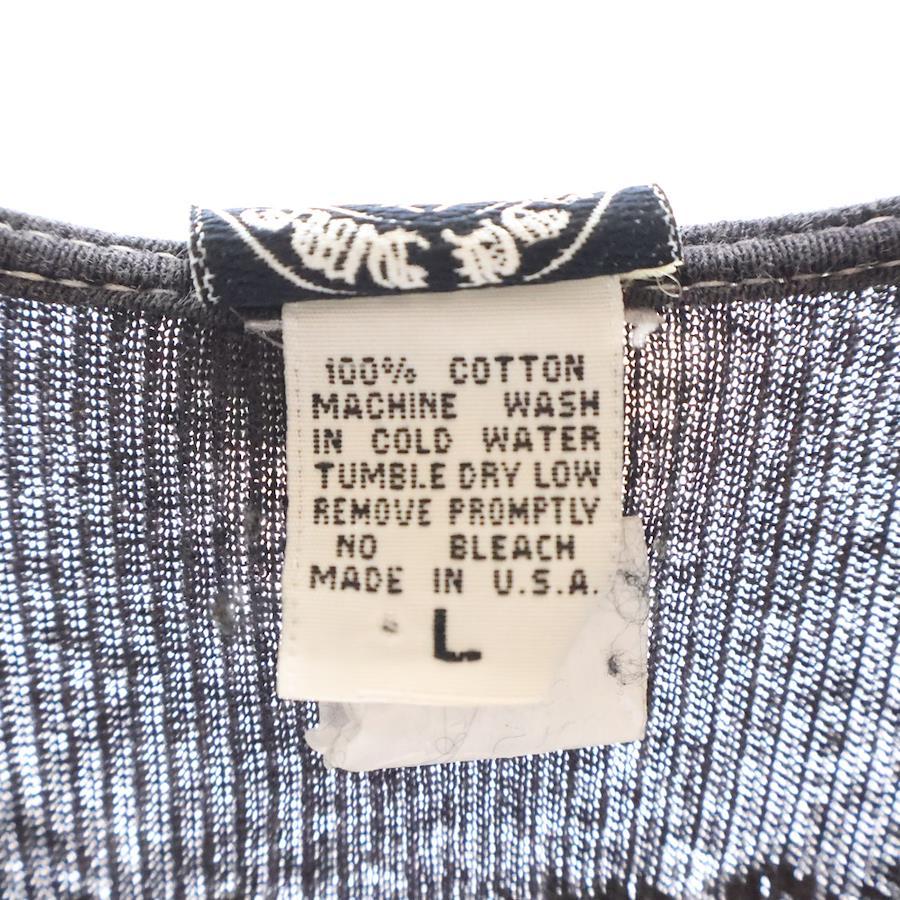 100% COTTON
MACHINE WASH
IN COLD WATER
TUMBLE DRY LOW
REMOVE PROMPTLY
NO BLEACH
MADE IN U.S.A.
L